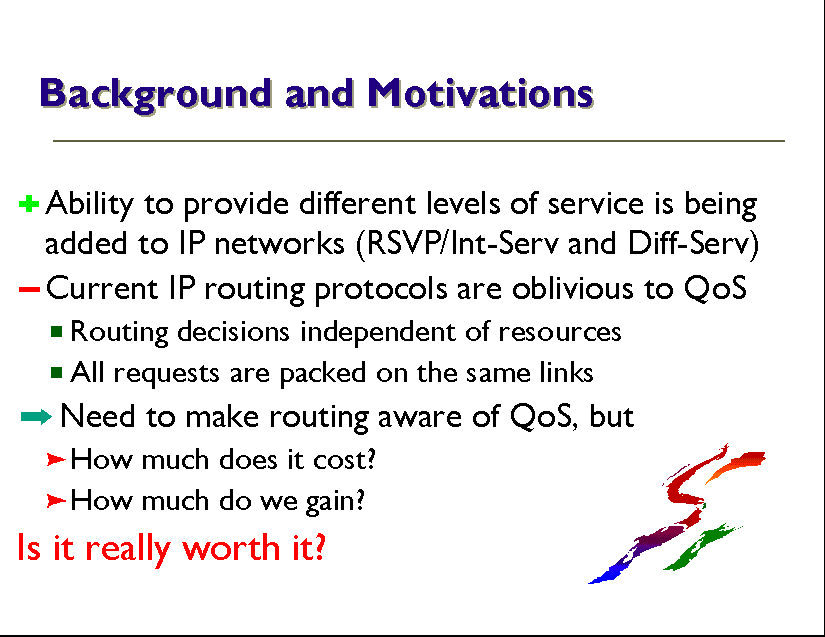 Background and Motivations
Ability to provide different levels of service is being
added to IP networks (RSVP/Int-Serv and Diff-Serv)
Current IP routing protocols are oblivious to QoS
Routing decisions independent of resources
All requests are packed on the same links
Need to make routing aware of QoS, but
How much does it cost?
How much do we gain?
Is it really worth it?